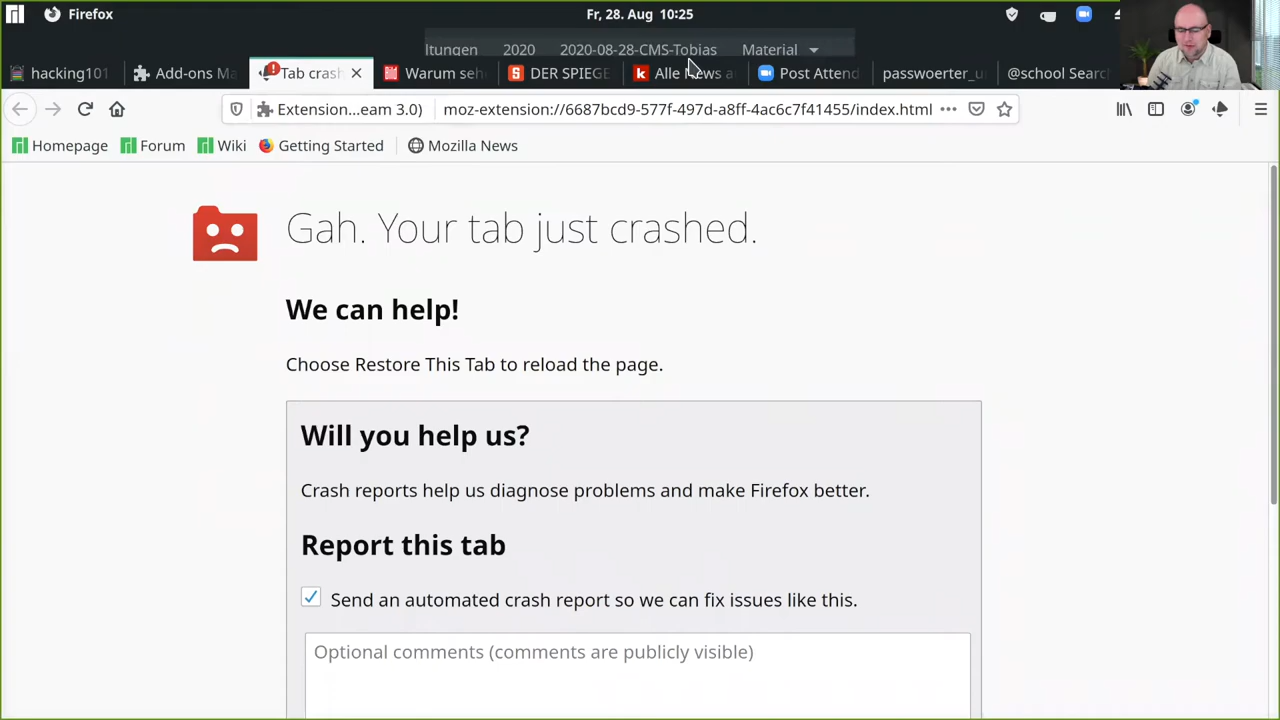 Firefox
Fr, 28. Aug 10:25
ltungen 2020 2020-08-28-CMS-Tobias Material
hacking101 Add-ons M Tab crash Warum seh DER SPIEGE Alle News a Post Attend passwoerter_u @school Searc
Extension...eam 3.0) moz-extension://6687bcd9-577f-497d-a8ff-4ac6c7f41455/index.html
Homepage Forum Wiki Getting Started Mozilla News
Gah. Your tab just crashed.
We can help!
Choose Restore This Tab to reload the page.
Will you help us?
Crash reports help us diagnose problems and make Firefox better.
Report this tab
Send an automated crash report so we can fix issues like this.
Optional comments (comments are publicly visible)